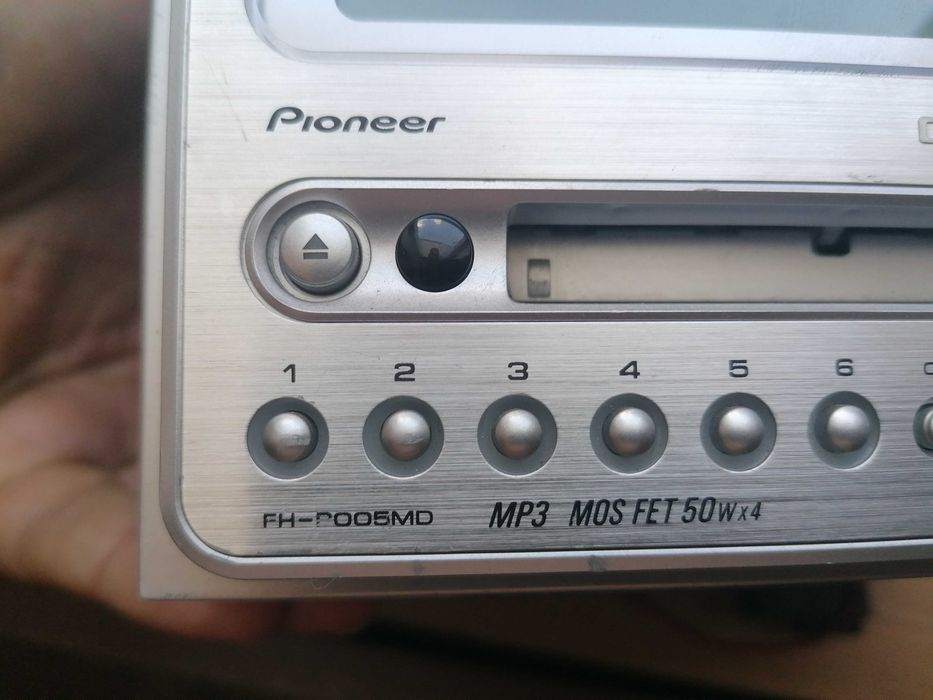 Pioneer
1 2 3 4 5 6
FH-P005MD MP3 MOS FET 50Wx4